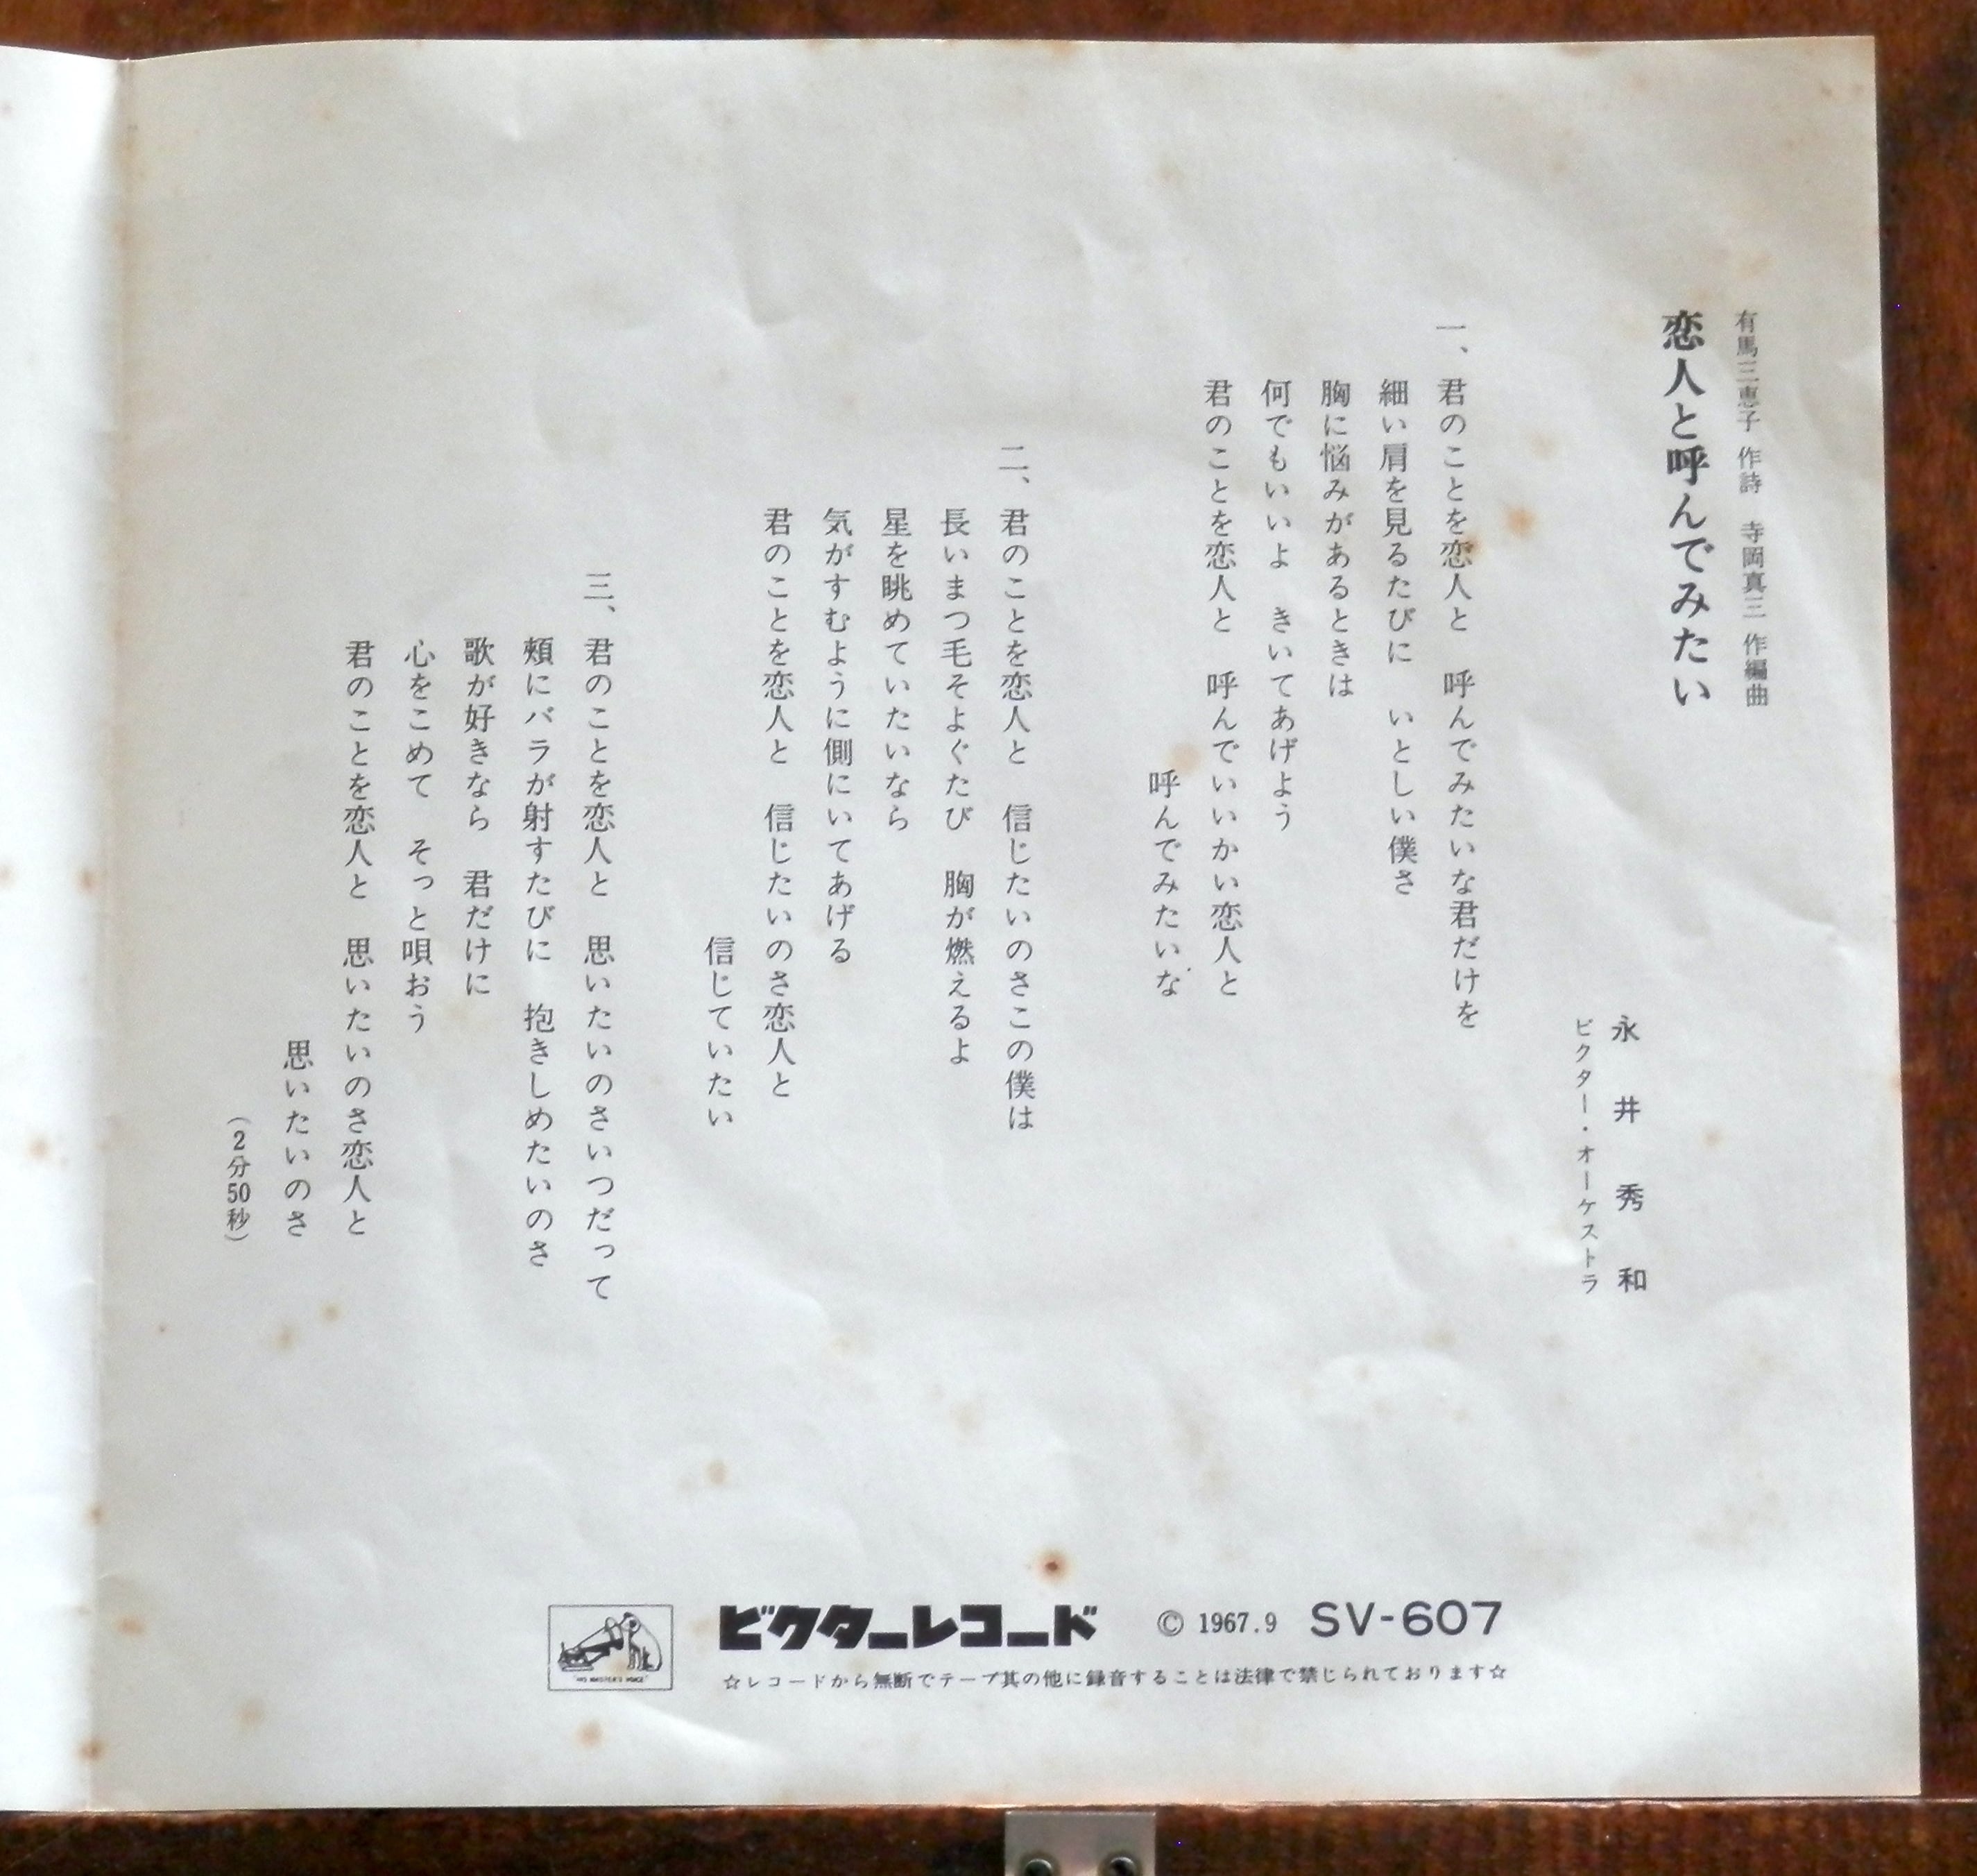 有馬三恵子 作詩　寺岡真三 作編曲
恋人と呼んでみたい
永井秀和
ビクター・オーケストラ
一、君のことを恋人と　呼んでみたいな君だけを
細い肩を見るたびに　いとしい僕さ
胸に悩みがあるときは
何でもいいよ　きいてあげよう
君のことを恋人と　呼んでいいかい恋人と
呼んでみたいな
二、君のことを恋人と　信じたいのさこの僕は
長いまつ毛そよぐたび　胸が燃えるよ
星を眺めていたいなら
気がすむように側にいてあげる
君のことを恋人と　信じたいのさ恋人と
信じていたい
三、君のことを恋人と　思いたいのさいつだって
頬にバラが射すたびに　抱きしめたいのさ
歌が好きなら　君だけに
心をこめて　そっと唄おう
君のことを恋人と　思いたいのさ恋人と
思いたいのさ
（2分50秒）
"HIS MASTER'S VOICE"
ビクターレコード　© 1967.9　SV-607
☆レコードから無断でテープ其の他に録音することは法律で禁じられております☆